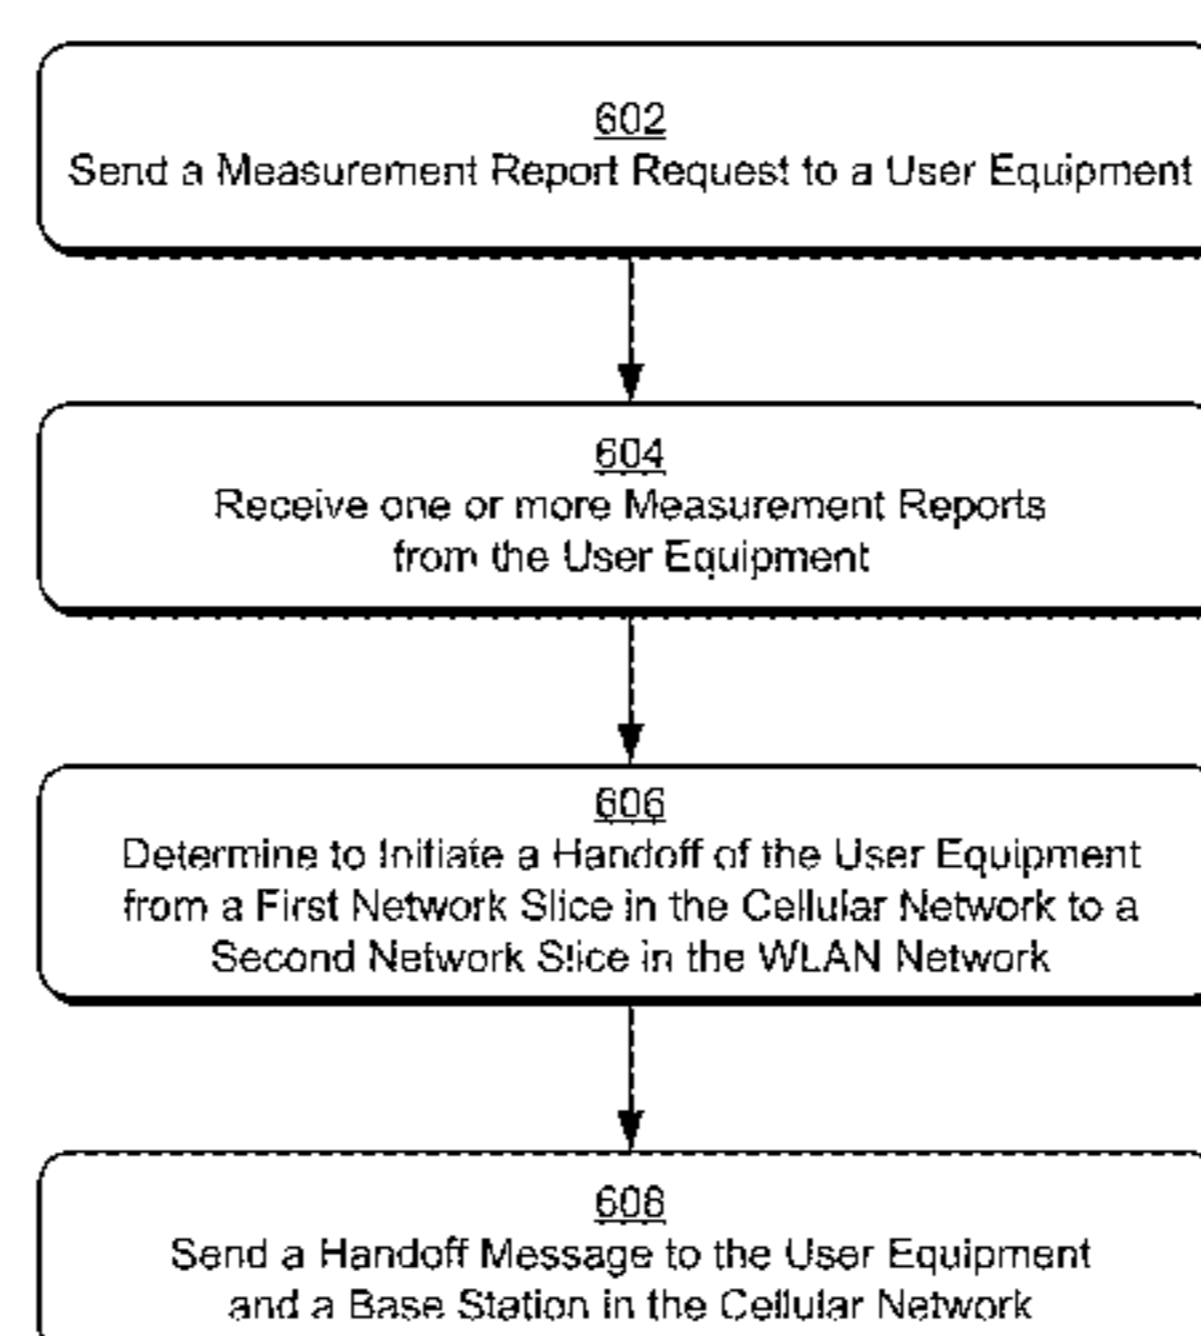 602
Send a Measurement Report Request to a User Equipment
604
Receive one or more Measurement Reports
from the User Equipment
606
Determine to Initiate a Handoff of the User Equipment
from a First Network Slice in the Cellular Network to a
Second Network Slice in the WLAN Network
608
Send a Handoff Message to the User Equipment
and a Base Station in the Cellular Network